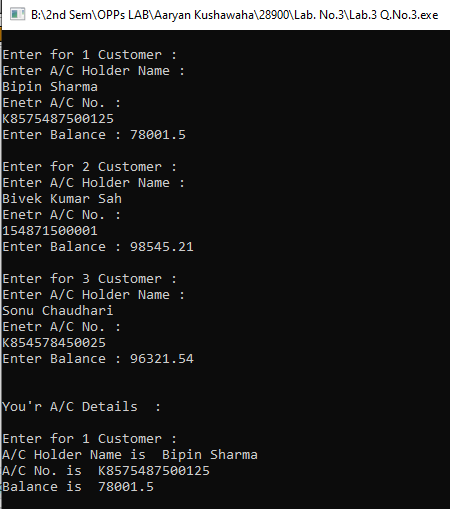 B:\2nd Sem\OPPs LAB\Aaryan Kushawaha\28900\Lab. No.3\Lab.3 Q.No.3.exe
Enter for 1 Customer :
Enter A/C Holder Name :
Bipin Sharma
Enetr A/C No. :
K8575487500125
Enter Balance : 78001.5
Enter for 2 Customer :
Enter A/C Holder Name :
Bivek Kumar Sah
Enetr A/C No. :
154871500001
Enter Balance : 98545.21
Enter for 3 Customer :
Enter A/C Holder Name :
Sonu Chaudhari
Enetr A/C No. :
K854578450025
Enter Balance : 96321.54
You'r A/C Details  :
Enter for 1 Customer :
A/C Holder Name is  Bipin Sharma
A/C No. is  K8575487500125
Balance is  78001.5